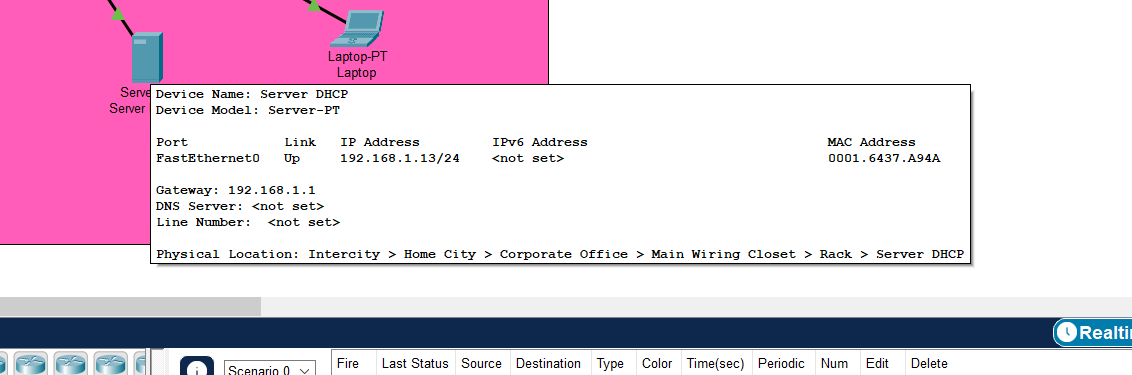 Laptop-PT
Laptop
Server
Device Name: Server DHCP
Device Model: Server-PT
Port Link IP Address IPv6 Address MAC Address
FastEthernet0 Up 192.168.1.13/24 <not set> 0001.6437.A94A
Gateway: 192.168.1.1
DNS Server: <not set>
Line Number: <not set>
Physical Location: Intercity > Home City > Corporate Office > Main Wiring Closet > Rack > Server DHCP
Scenario 0
Fire Last Status Source Destination Type Color Time(sec) Periodic Num Edit Delete